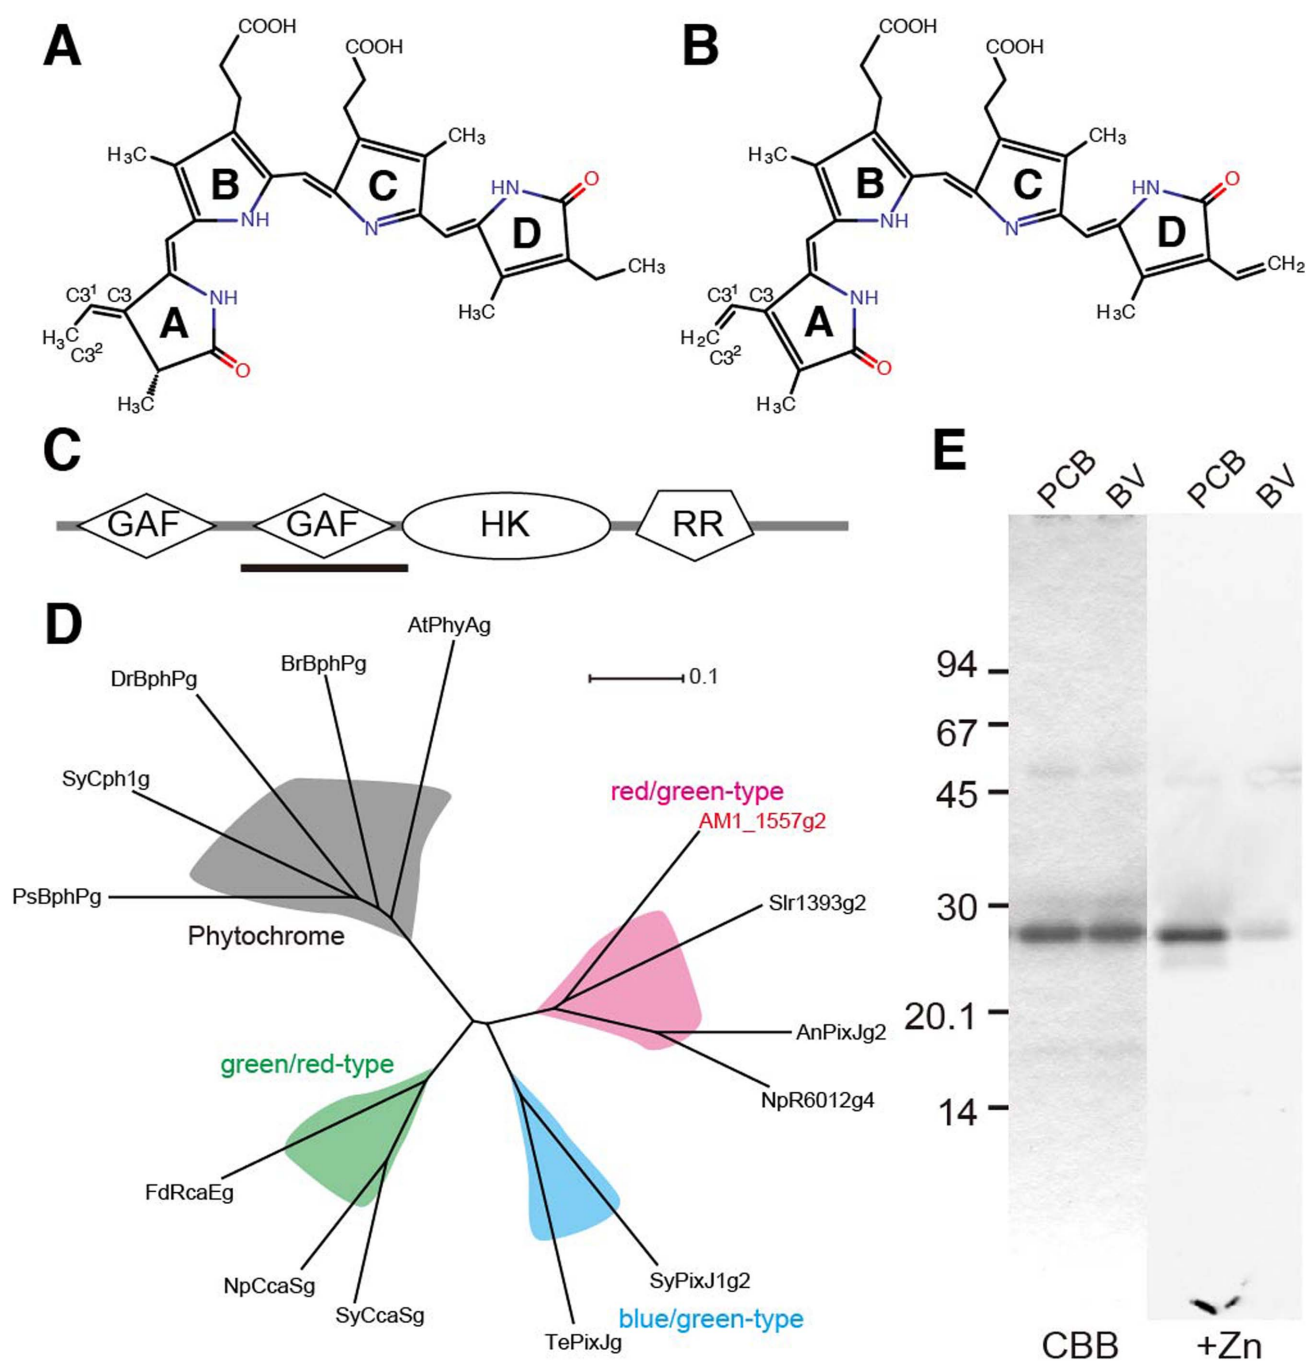 A
COOH
COOH
H₃C
CH₃
B
C
HN
O
NH
N
D
CH₃
C3¹ C3
NH
H₃C
A
H₃C
C3²
O
H₃C
B
COOH
COOH
H₃C
CH₃
B
C
HN
O
NH
N
D
CH₂
C3¹ C3
NH
H₂C
A
H₃C
C3²
O
H₃C
C
GAF
GAF
HK
RR
D
AtPhyAg
BrBphPg
DrBphPg
0.1
SyCph1g
red/green-type
AM1_1557g2
PsBphPg
Slr1393g2
Phytochrome
AnPixJg2
green/red-type
NpR6012g4
FdRcaEg
NpCcaSg
SyPixJ1g2
SyCcaSg
blue/green-type
TePixJg
E
PCB
BV
PCB
BV
94
67
45
30
20.1
14
CBB
+Zn